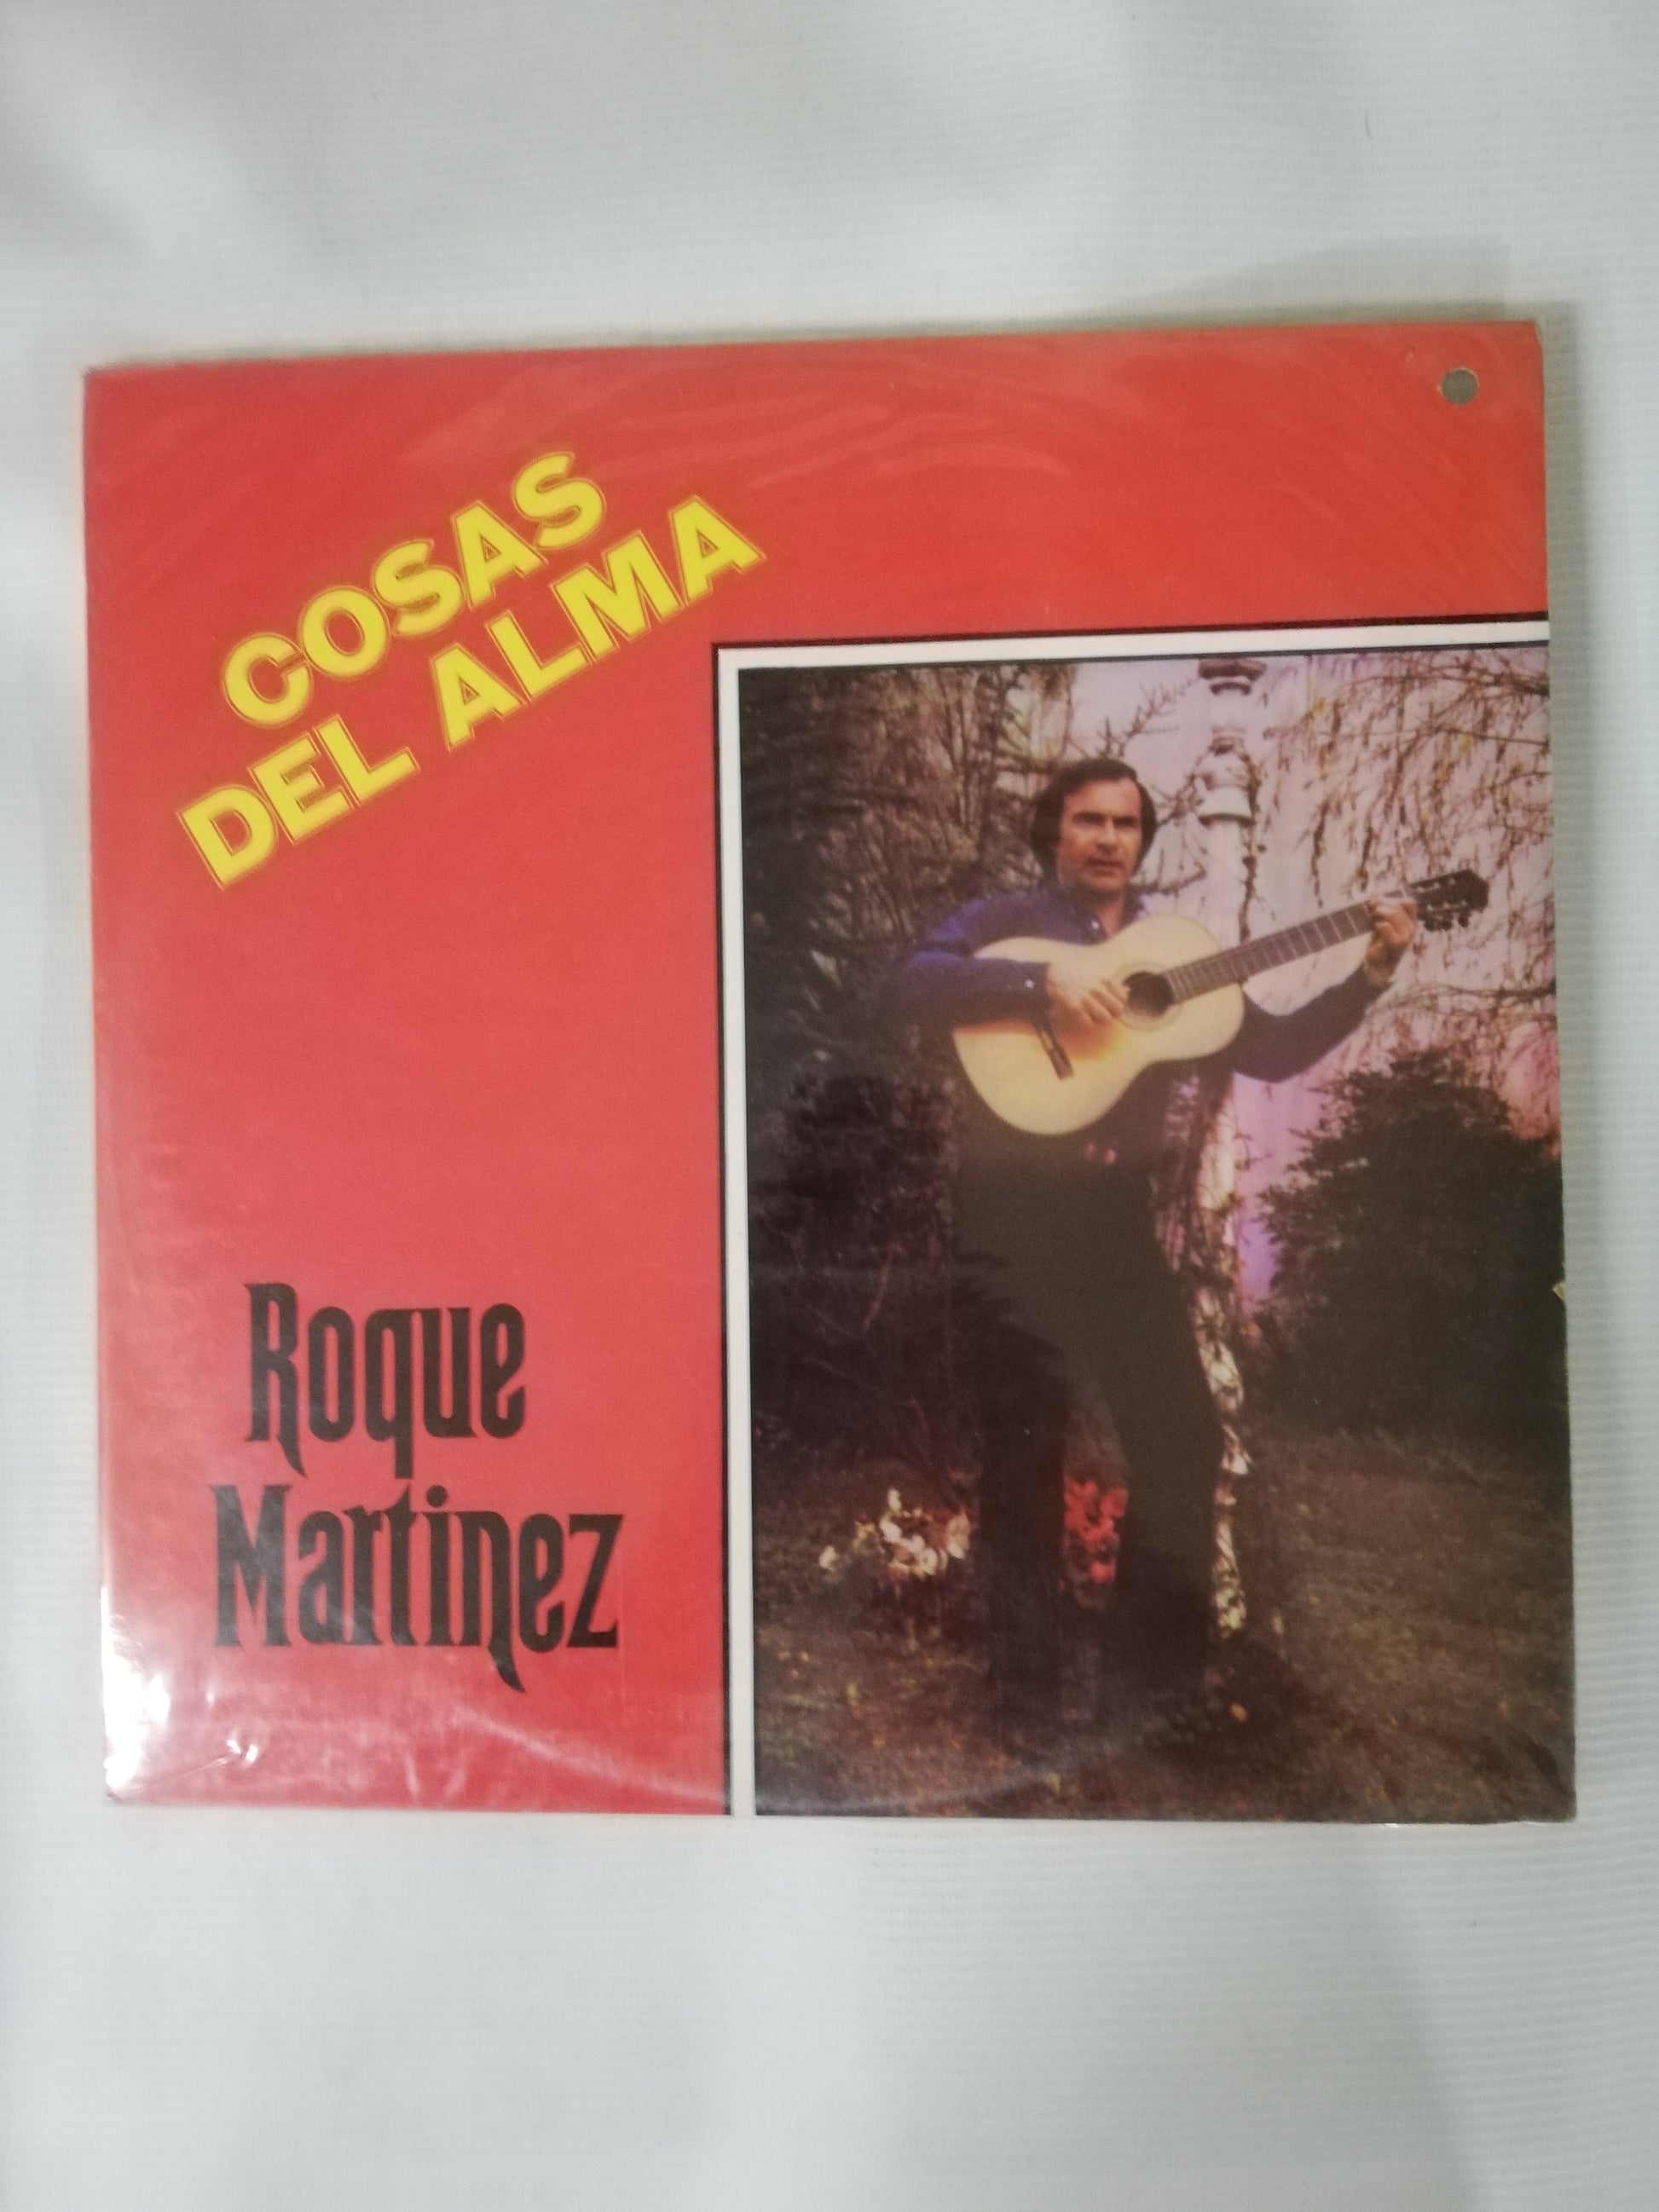 COSAS
DEL ALMA
Roque
Martinez